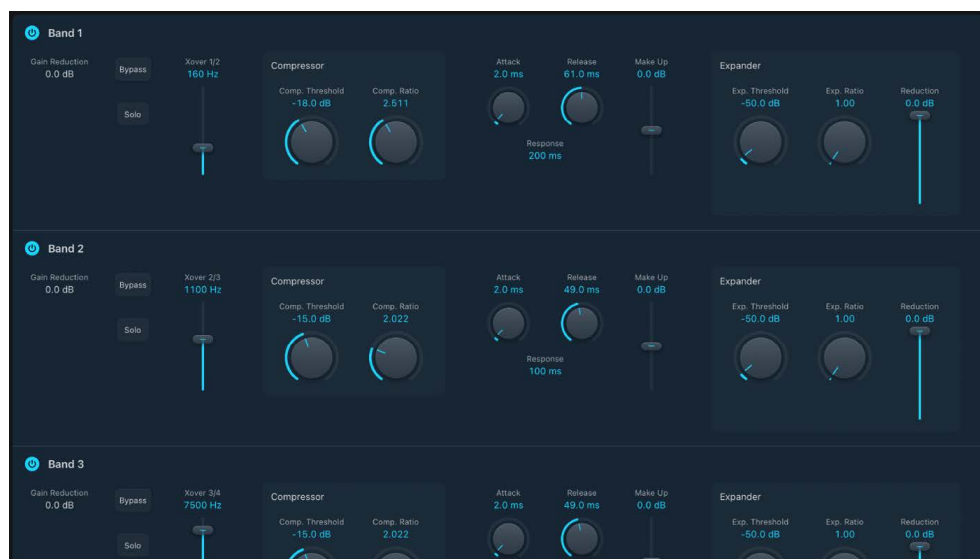 Band 1
Gain Reduction
0.0 dB
Bypass
Solo
Xover 1/2
160 Hz
Compressor
Comp. Threshold
-18.0 dB
Comp. Ratio
2.511
Attack
2.0 ms
Release
61.0 ms
Response
200 ms
Make Up
0.0 dB
Expander
Exp. Threshold
-50.0 dB
Exp. Ratio
1.00
Reduction
0.0 dB
Band 2
Gain Reduction
0.0 dB
Bypass
Solo
Xover 2/3
1100 Hz
Compressor
Comp. Threshold
-15.0 dB
Comp. Ratio
2.022
Attack
2.0 ms
Release
49.0 ms
Response
100 ms
Make Up
0.0 dB
Expander
Exp. Threshold
-50.0 dB
Exp. Ratio
1.00
Reduction
0.0 dB
Band 3
Gain Reduction
0.0 dB
Bypass
Solo
Xover 3/4
7500 Hz
Compressor
Comp. Threshold
-15.0 dB
Comp. Ratio
2.022
Attack
2.0 ms
Release
49.0 ms
Make Up
0.0 dB
Expander
Exp. Threshold
-50.0 dB
Exp. Ratio
1.00
Reduction
0.0 dB